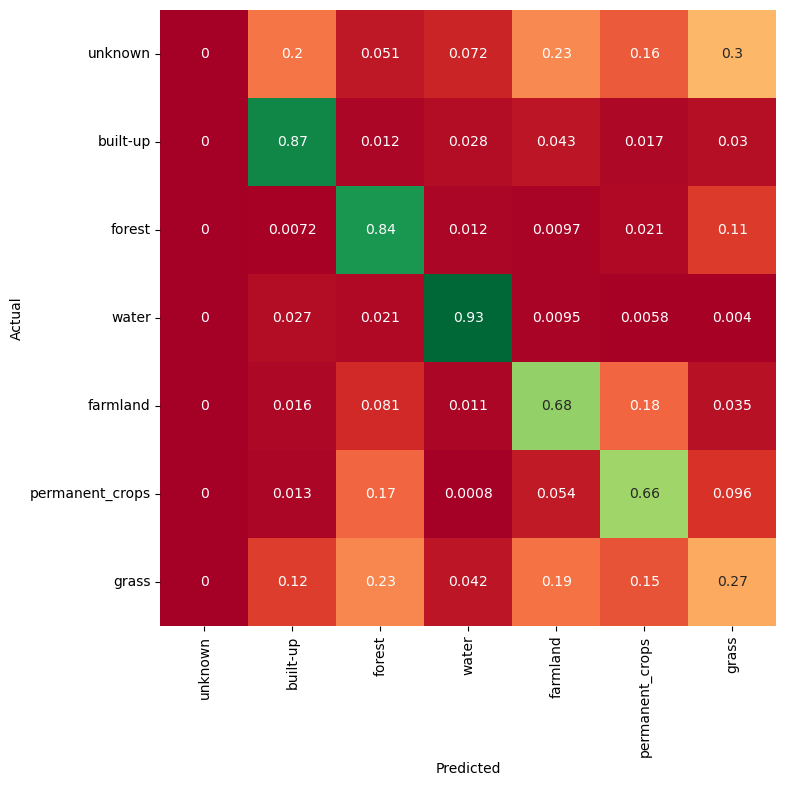 unknown 0 0.2 0.051 0.072 0.23 0.16 0.3
built-up 0 0.87 0.012 0.028 0.043 0.017 0.03
forest 0 0.0072 0.84 0.012 0.0097 0.021 0.11
water 0 0.027 0.021 0.93 0.0095 0.0058 0.004
farmland 0 0.016 0.081 0.011 0.68 0.18 0.035
permanent_crops 0 0.013 0.17 0.0008 0.054 0.66 0.096
grass 0 0.12 0.23 0.042 0.19 0.15 0.27
Actual
unknown built-up forest water farmland permanent_crops grass
Predicted